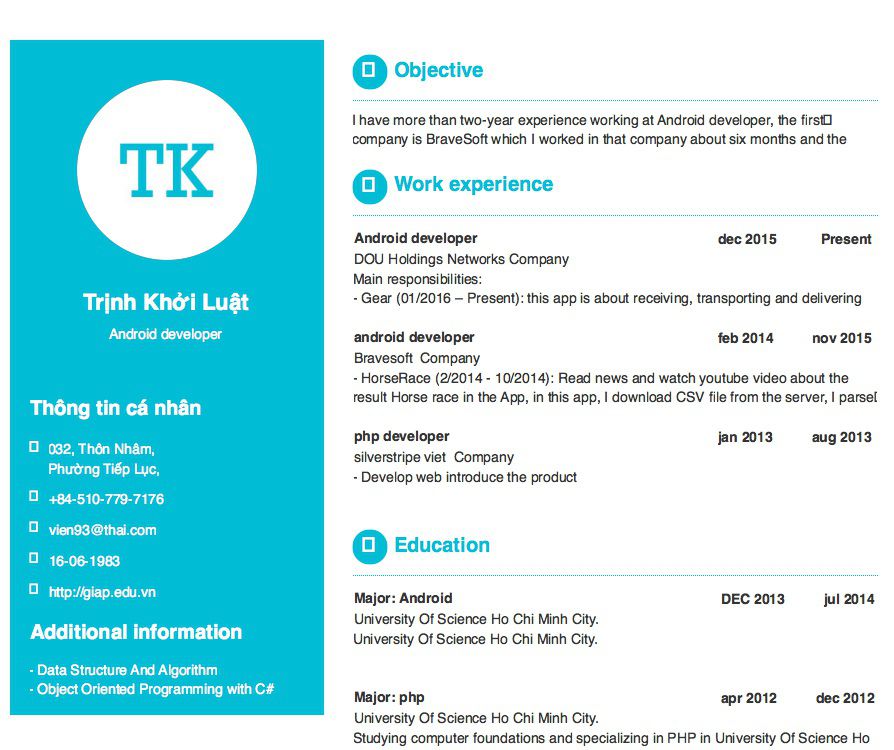 TK
Trịnh Khởi Luật
Android developer
Thông tin cá nhân
032, Thôn Nhâm,
Phường Tiếp Lục,
+84-510-779-7176
vien93@thai.com
16-06-1983
http://giap.edu.vn
Additional information
- Data Structure And Algorithm
- Object Oriented Programming with C#
Objective
I have more than two-year experience working at Android developer, the first
company is BraveSoft which I worked in that company about six months and the
Work experience
Android developer dec 2015 Present
DOU Holdings Networks Company
Main responsibilities:
- Gear (01/2016 – Present): this app is about receiving, transporting and delivering
android developer feb 2014 nov 2015
Bravesoft Company
- HorseRace (2/2014 - 10/2014): Read news and watch youtube video about the
result Horse race in the App, in this app, I download CSV file from the server, I parse
php developer jan 2013 aug 2013
silverstripe viet Company
- Develop web introduce the product
Education
Major: Android DEC 2013 jul 2014
University Of Science Ho Chi Minh City.
University Of Science Ho Chi Minh City.
Major: php apr 2012 dec 2012
University Of Science Ho Chi Minh City.
Studying computer foundations and specializing in PHP in University Of Science Ho